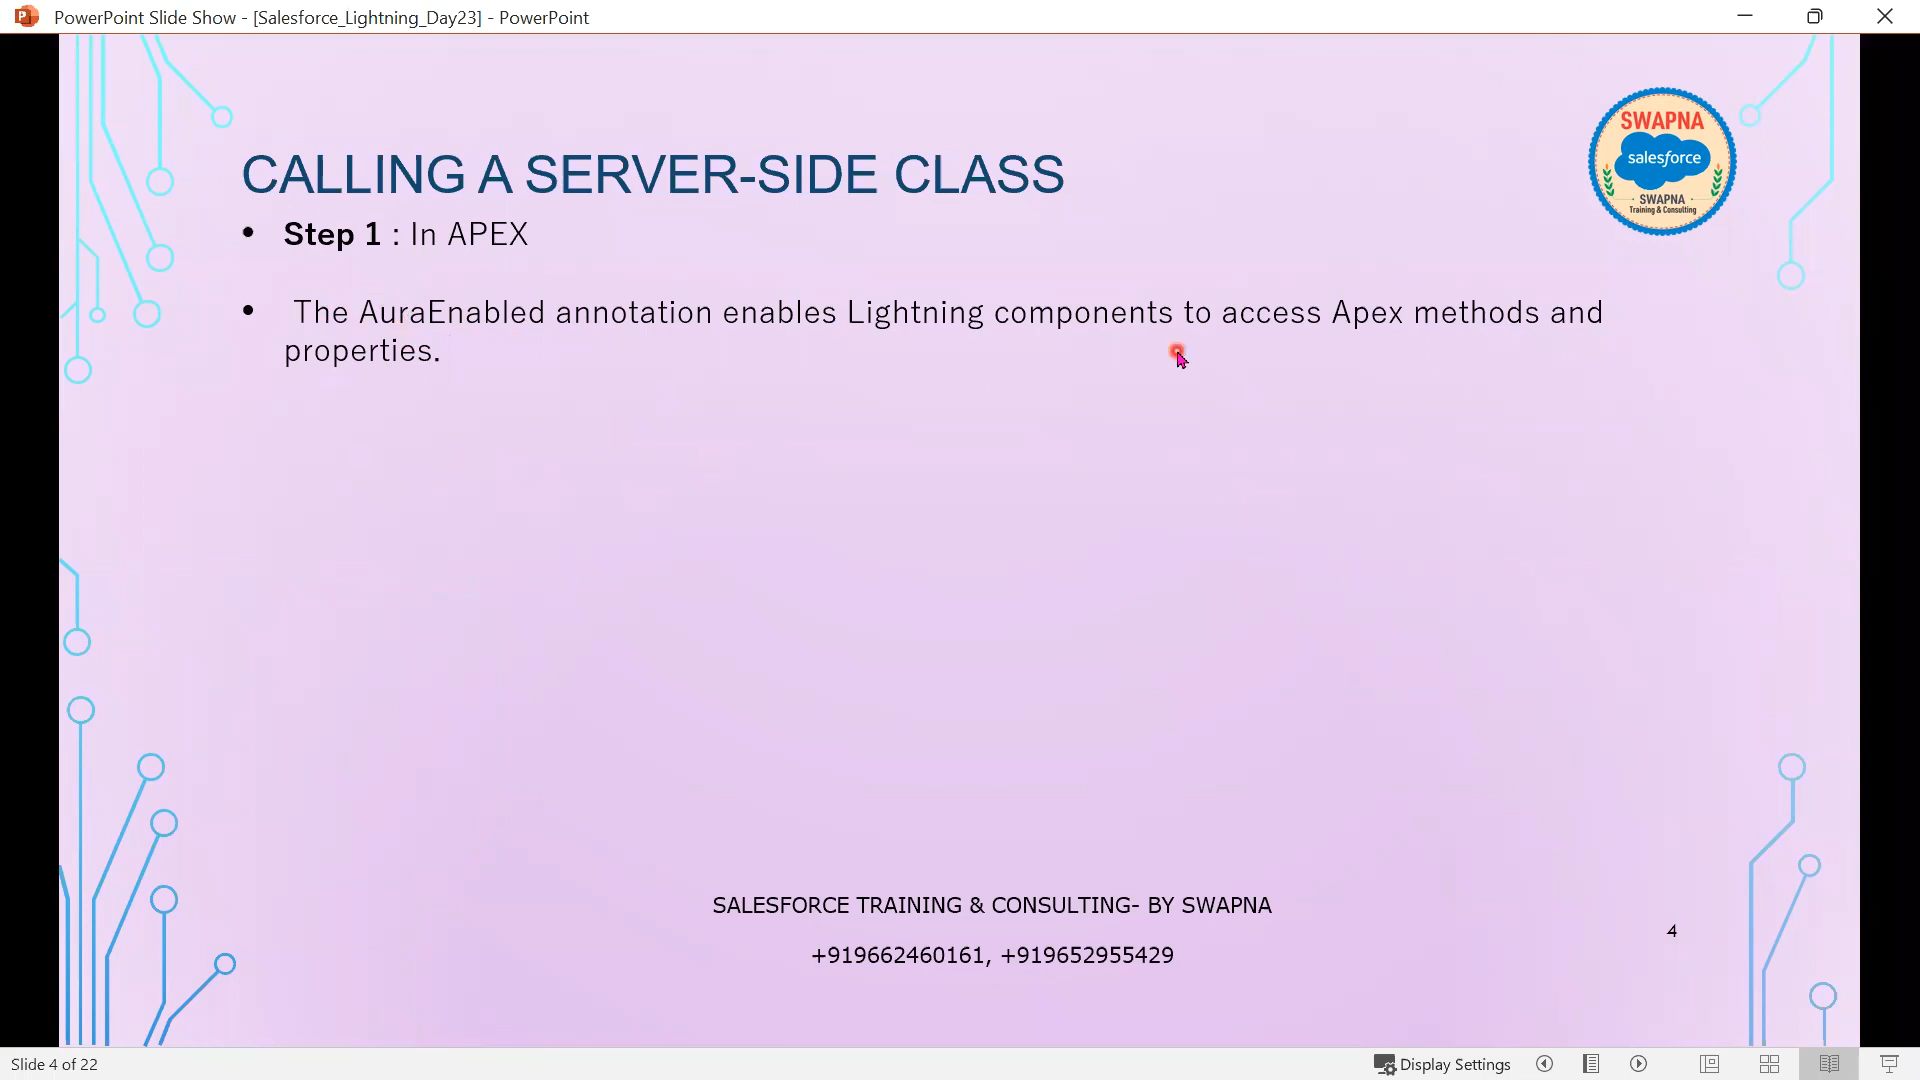 PowerPoint Slide Show - [Salesforce_Lightning_Day23] - PowerPoint
SWAPNA
salesforce
SWAPNA
Training & Consulting
CALLING A SERVER-SIDE CLASS
• Step 1 : In APEX
• The AuraEnabled annotation enables Lightning components to access Apex methods and
properties.
SALESFORCE TRAINING & CONSULTING- BY SWAPNA
4
+919662460161, +919652955429
Slide 4 of 22
Display Settings